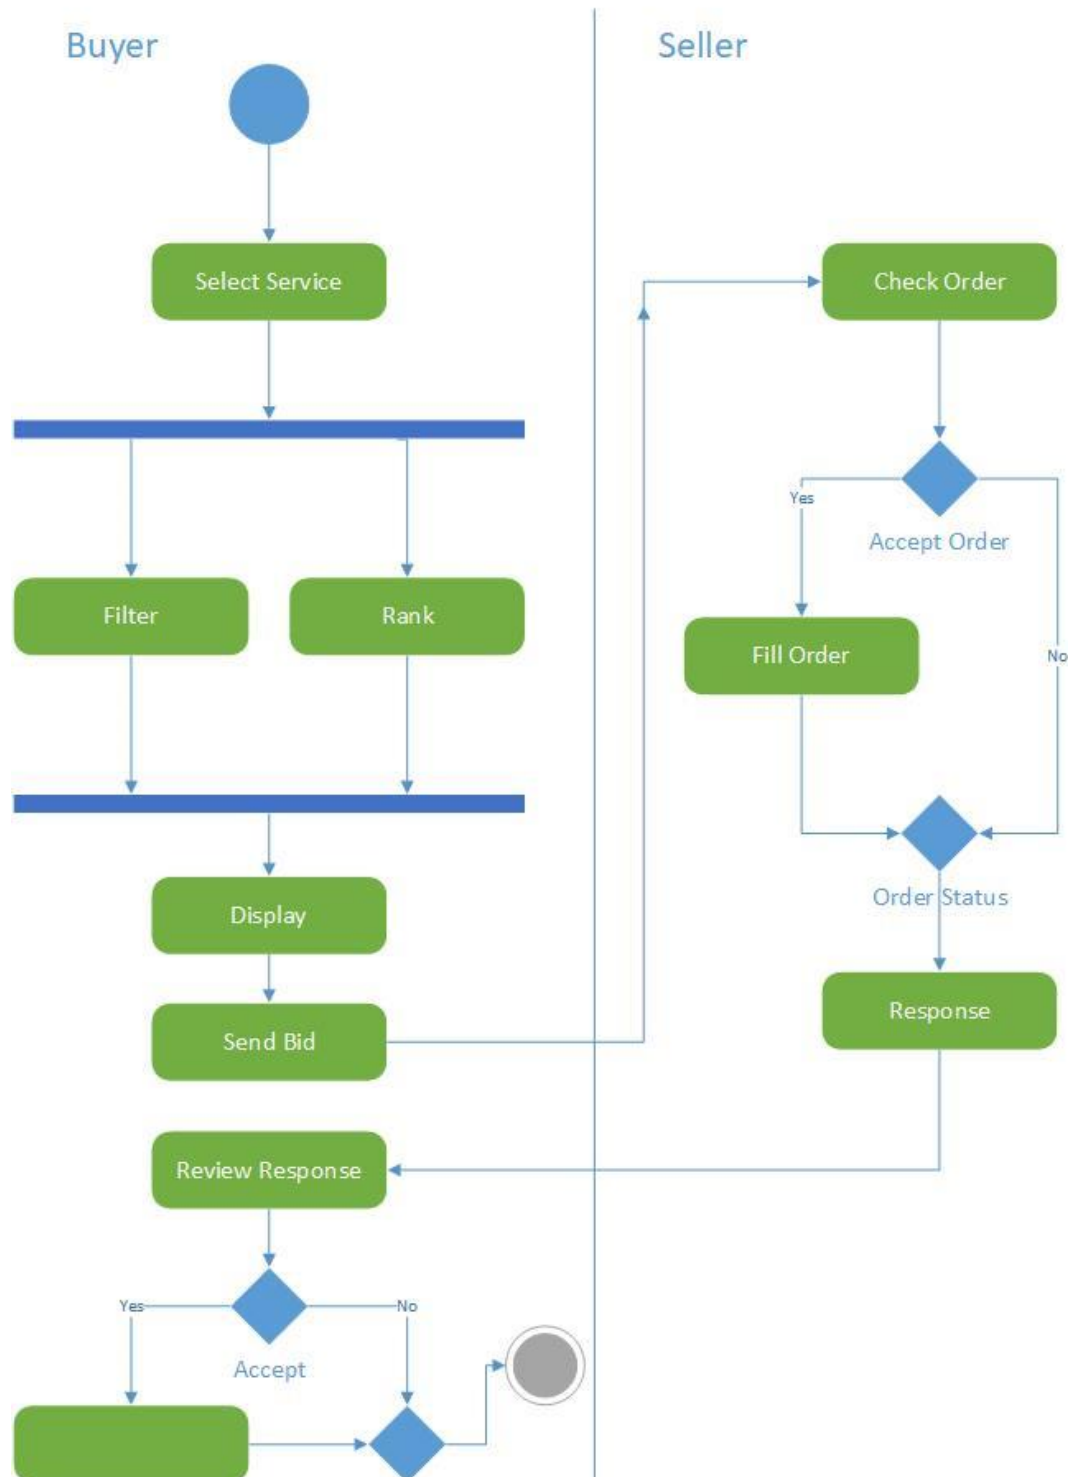 Buyer
Seller
Select Service
Check Order
Yes
Accept Order
Filter
Rank
Fill Order
No
Order Status
Display
Response
Send Bid
Review Response
Yes
No
Accept